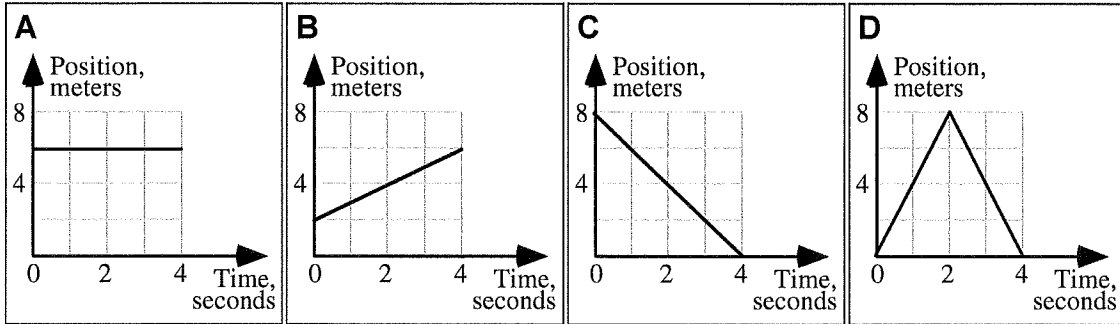 A
Position,
meters
8
4
0 2 4 Time,
seconds
B
Position,
meters
8
4
0 2 4 Time,
seconds
C
Position,
meters
8
4
0 2 4 Time,
seconds
D
Position,
meters
8
4
0 2 4 Time,
seconds